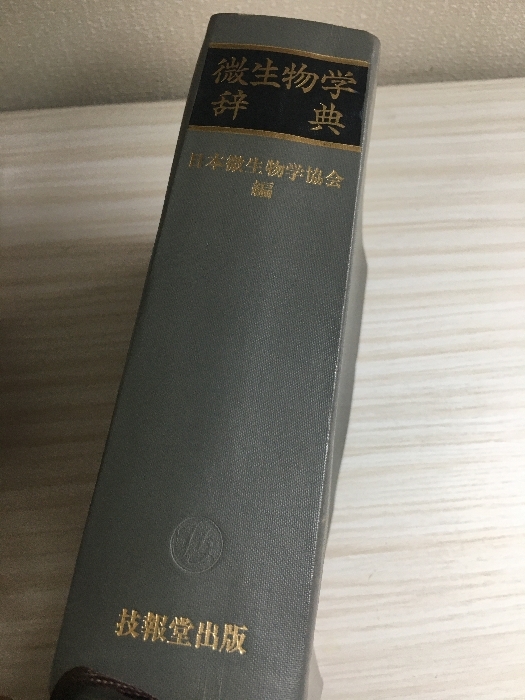 微生物学
辞典
日本微生物学協会
編
技報堂出版